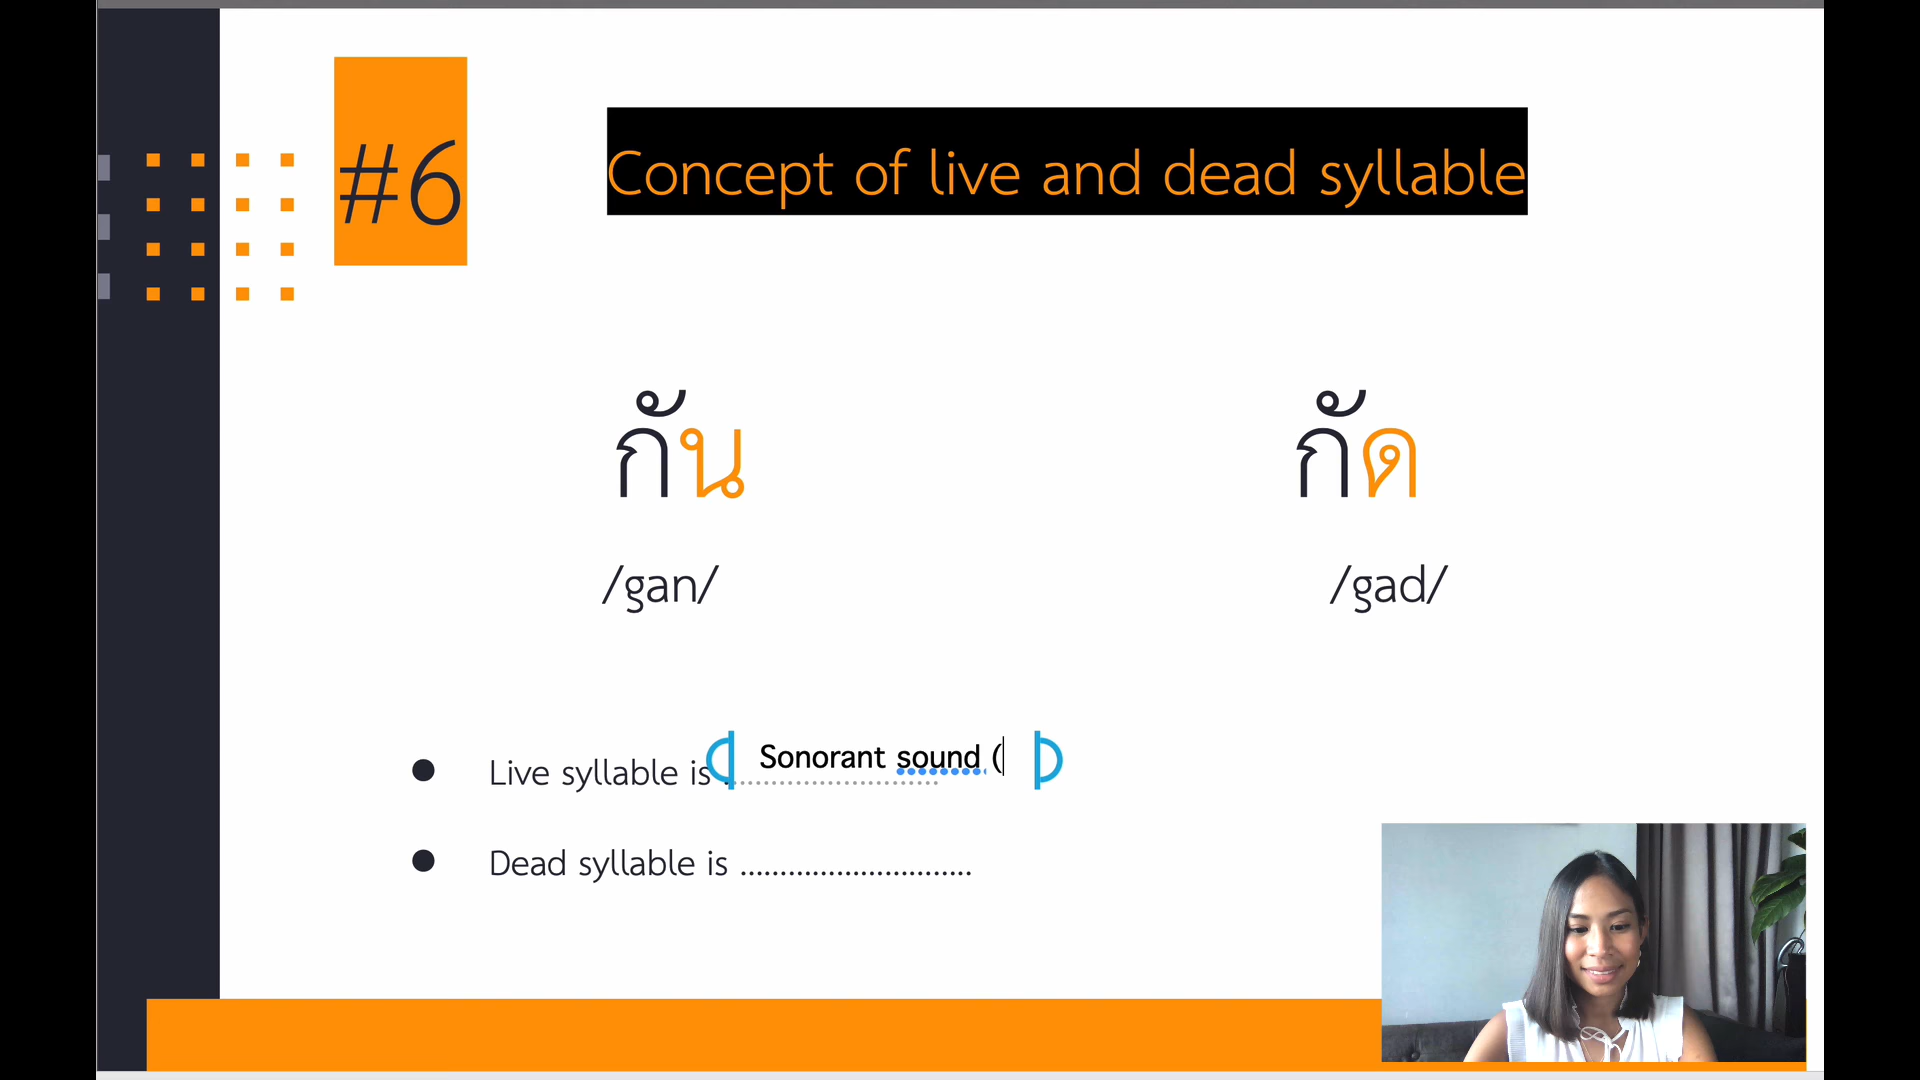 #6
Concept of live and dead syllable
กัน
กัด
/gan/
/gad/
Live syllable is .......................... Sonorant sound (
Dead syllable is .............................